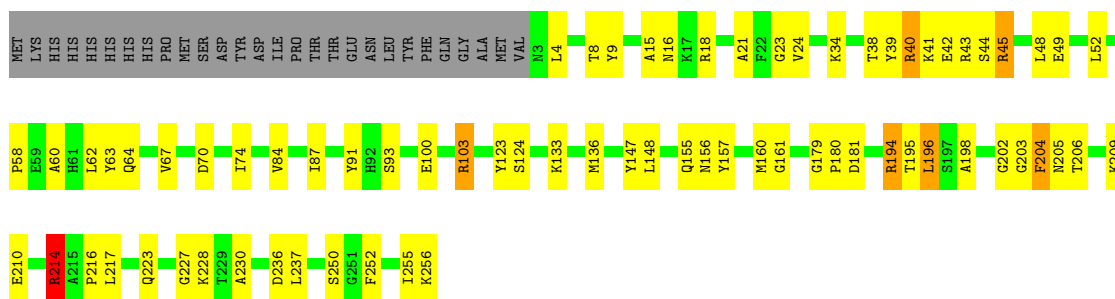 MET LYS HIS HIS HIS HIS HIS HIS PRO MET SER ASP TYR ASP ILE PRO THR THR GLU ASN LEU TYR PHE GLN GLY ALA MET VAL N3 L4 T8 Y9 A15 N16 K17 R18 A21 F22 G23 V24 K34 T38 Y39 R40 K41 E42 R43 S44 R45 L48 E49 L52
P58 E59 A60 H61 L62 Y63 Q64 V67 D70 I74 V84 I87 Y91 H92 S93 E100 R103 Y123 S124 K133 M136 Y147 L148 Q155 N156 Y157 M160 G161 G179 P180 D181 R194 T195 L196 S197 A198 G202 G203 F204 N205 T206 K209
E210 R214 A215 P216 L217 Q223 G227 K228 T229 A230 D236 L237 S250 G251 F252 I255 K256